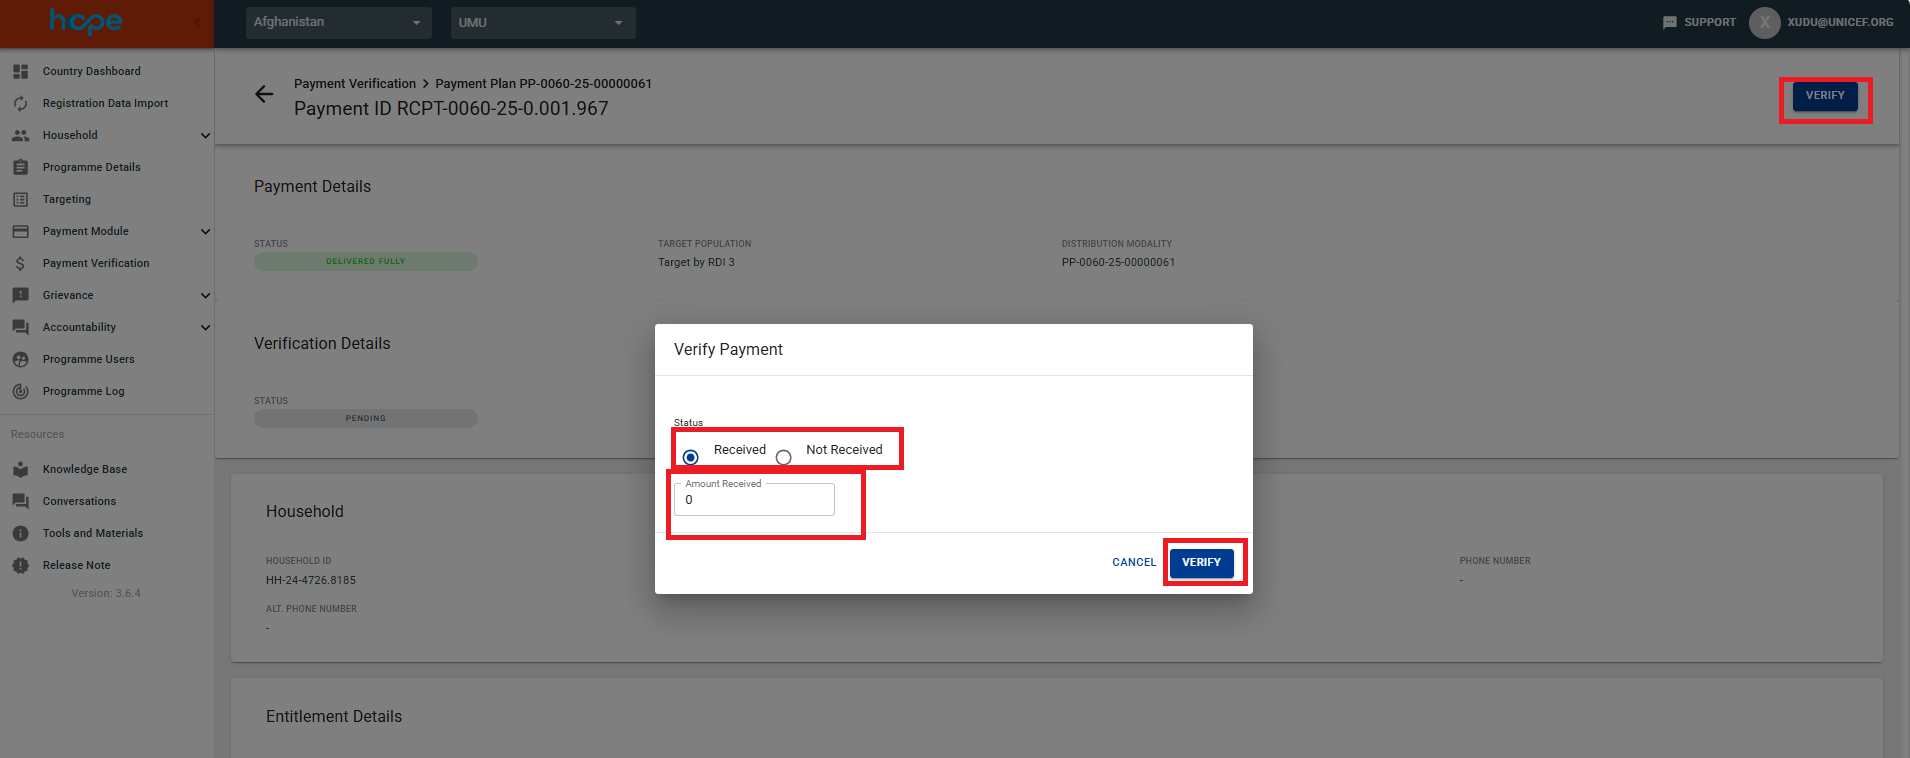 hope
Afghanistan
UMU
SUPPORT
X
XUDU@UNICEF.ORG
Country Dashboard
Registration Data Import
Household
Programme Details
Targeting
Payment Module
Payment Verification
Grievance
Accountability
Programme Users
Programme Log
Resources
Knowledge Base
Conversations
Tools and Materials
Release Note
Version: 3.6.4
Payment Verification > Payment Plan PP-0060-25-00000061
Payment ID RCPT-0060-25-0.001.967
VERIFY
Payment Details
STATUS
DELIVERED FULLY
TARGET POPULATION
Target by RDI 3
DISTRIBUTION MODALITY
PP-0060-25-00000061
Verification Details
STATUS
PENDING
Verify Payment
Status
Received
Not Received
Amount Received
0
CANCEL
VERIFY
Household
HOUSEHOLD ID
HH-24-4726.8185
PHONE NUMBER
-
ALT. PHONE NUMBER
-
Entitlement Details